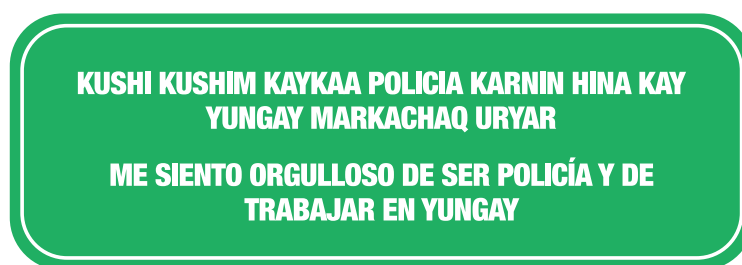 KUSHI KUSHIM KAYKAA POLICIA KARNIN HINA KAY
YUNGAY MARKACHAQ URYAR
ME SIENTO ORGULLOSO DE SER POLICÍA Y DE
TRABAJAR EN YUNGAY